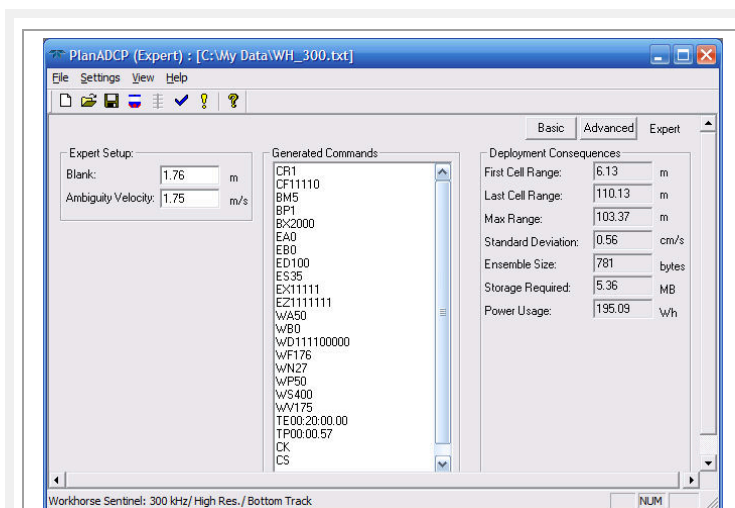 PlanADCP (Expert) : [C:\My Data\WH_300.txt]
File Settings View Help
Basic Advanced Expert
Expert Setup:
Blank: 1.76 m
Ambiguity Velocity: 1.75 m/s
Generated Commands
CR1
CF11110
BM5
BP1
BX2000
EA0
EB0
ED100
ES35
EX11111
EZ1111111
WA50
WB0
WD111100000
WF176
WN27
WP50
WS400
WV175
TE00:20:00.00
TP00:00.57
CK
CS
Deployment Consequences
First Cell Range: 6.13 m
Last Cell Range: 110.13 m
Max Range: 103.37 m
Standard Deviation: 0.56 cm/s
Ensemble Size: 781 bytes
Storage Required: 5.36 MB
Power Usage: 195.09 Wh
Workhorse Sentinel: 300 kHz/ High Res. / Bottom Track NUM